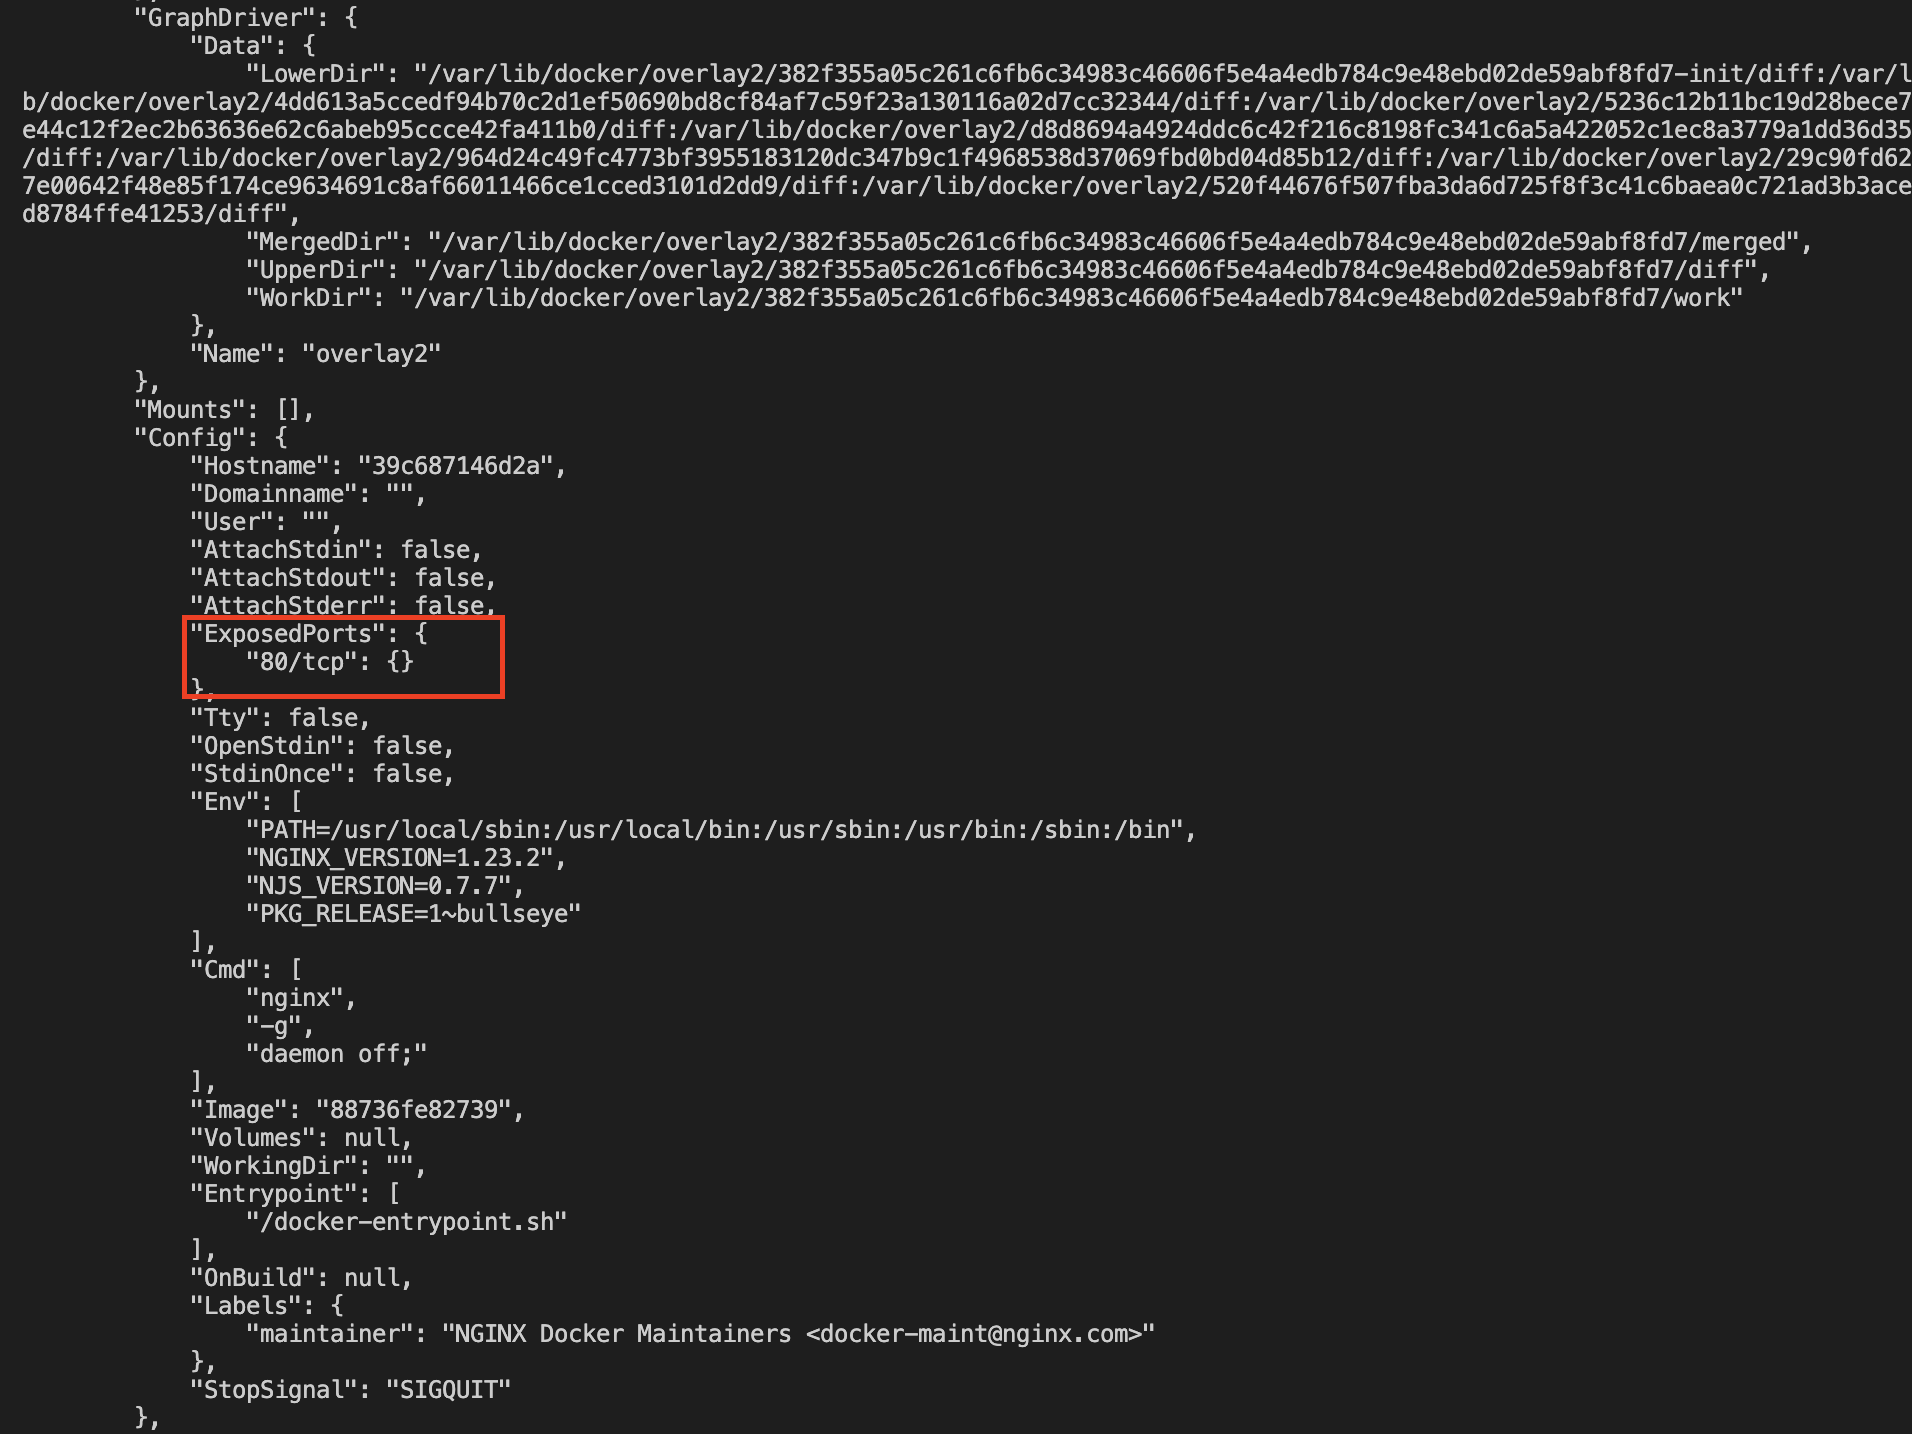 "GraphDriver": {
"Data": {
"LowerDir": "/var/lib/docker/overlay2/382f355a05c261c6fb6c34983c46606f5e4a4edb784c9e48ebd02de59abf8fd7-init/diff:/var/l
b/docker/overlay2/4dd613a5ccedf94b70c2d1ef50690bd8cf84af7c59f23a130116a02d7cc32344/diff:/var/lib/docker/overlay2/5236c12b11bc19d28bece7
e44c12f2ec2b63636e62c6abeb95ccce42fa411b0/diff:/var/lib/docker/overlay2/d8d8694a4924ddc6c42f216c8198fc341c6a5a422052c1ec8a3779a1dd36d35
/diff:/var/lib/docker/overlay2/964d24c49fc4773bf3955183120dc347b9c1f4968538d37069fbd0bd04d85b12/diff:/var/lib/docker/overlay2/29c90fd62
7e00642f48e85f174ce9634691c8af66011466ce1cced3101d2dd9/diff:/var/lib/docker/overlay2/520f44676f507fba3da6d725f8f3c41c6baea0c721ad3b3ace
d8784ffe41253/diff",
"MergedDir": "/var/lib/docker/overlay2/382f355a05c261c6fb6c34983c46606f5e4a4edb784c9e48ebd02de59abf8fd7/merged",
"UpperDir": "/var/lib/docker/overlay2/382f355a05c261c6fb6c34983c46606f5e4a4edb784c9e48ebd02de59abf8fd7/diff",
"WorkDir": "/var/lib/docker/overlay2/382f355a05c261c6fb6c34983c46606f5e4a4edb784c9e48ebd02de59abf8fd7/work"
},
"Name": "overlay2"
},
"Mounts": [],
"Config": {
"Hostname": "39c687146d2a",
"Domainname": "",
"User": "",
"AttachStdin": false,
"AttachStdout": false,
"AttachStderr": false,
"ExposedPorts": {
"80/tcp": {}
},
"Tty": false,
"OpenStdin": false,
"StdinOnce": false,
"Env": [
"PATH=/usr/local/sbin:/usr/local/bin:/usr/sbin:/usr/bin:/sbin:/bin",
"NGINX_VERSION=1.23.2",
"NJS_VERSION=0.7.7",
"PKG_RELEASE=1~bullseye"
],
"Cmd": [
"nginx",
"-g",
"daemon off;"
],
"Image": "88736fe82739",
"Volumes": null,
"WorkingDir": "",
"Entrypoint": [
"/docker-entrypoint.sh"
],
"OnBuild": null,
"Labels": {
"maintainer": "NGINX Docker Maintainers <docker-maint@nginx.com>"
},
"StopSignal": "SIGQUIT"
},